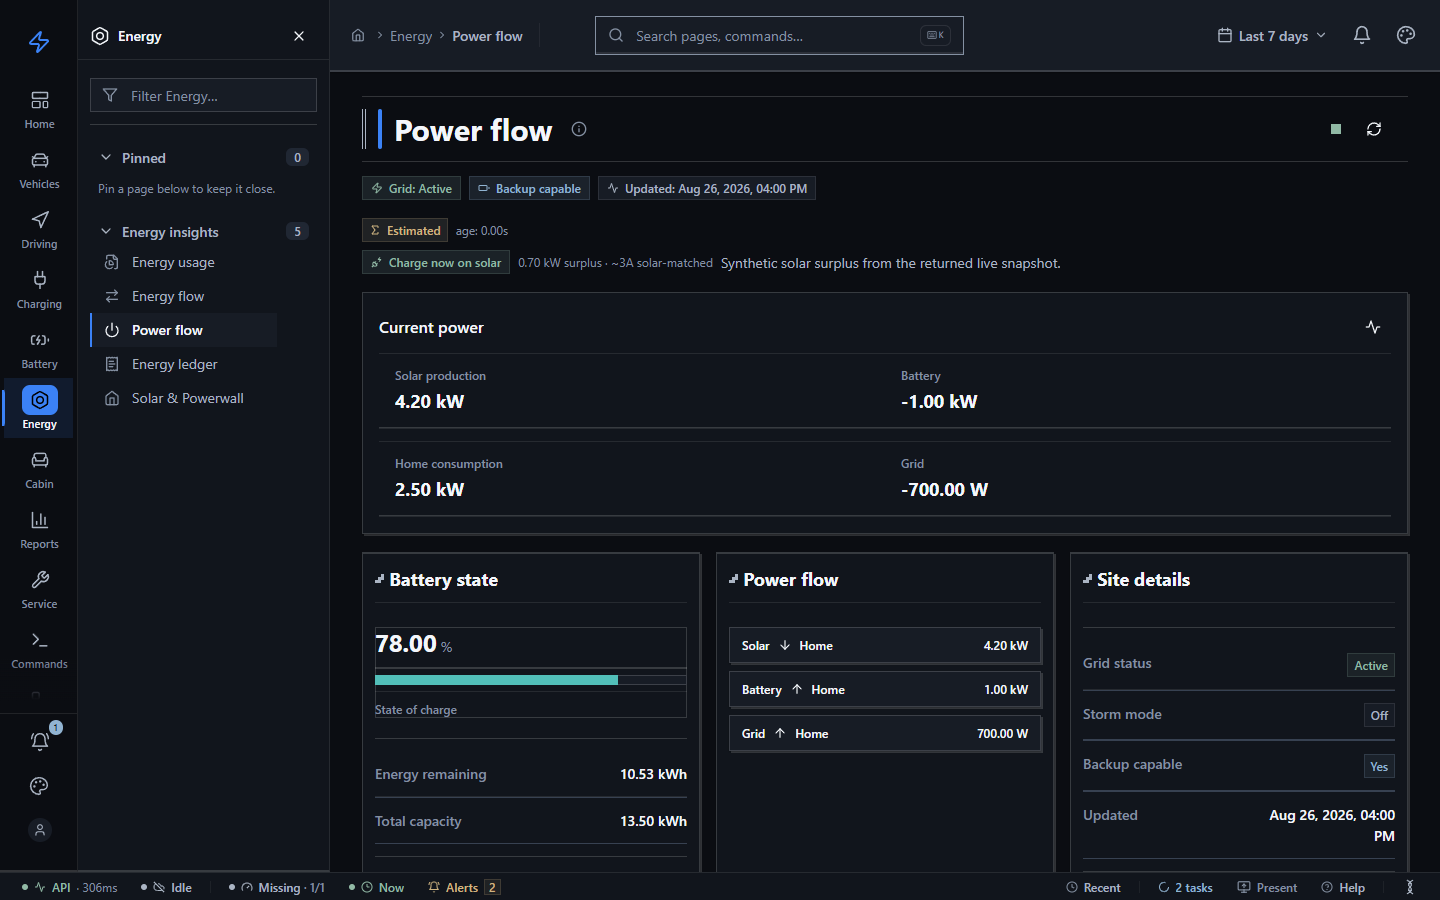 Home
Vehicles
Driving
Charging
Battery
Energy
Cabin
Reports
Service
Commands
1
Energy
Filter Energy...
Pinned 0
Pin a page below to keep it close.
Energy insights 5
Energy usage
Energy flow
Power flow
Energy ledger
Solar & Powerwall
Energy Power flow
Search pages, commands... K
Last 7 days
Power flow
Grid: Active Backup capable Updated: Aug 26, 2026, 04:00 PM
Estimated age: 0.00s
Charge now on solar 0.70 kW surplus · ~3A solar-matched Synthetic solar surplus from the returned live snapshot.
Current power
Solar production Battery
4.20 kW -1.00 kW
Home consumption Grid
2.50 kW -700.00 W
Battery state
78.00 %
State of charge
Energy remaining 10.53 kWh
Total capacity 13.50 kWh
Power flow
Solar ↓ Home 4.20 kW
Battery ↑ Home 1.00 kW
Grid ↑ Home 700.00 W
Site details
Grid status Active
Storm mode Off
Backup capable Yes
Updated Aug 26, 2026, 04:00
PM
API · 306ms Idle Missing · 1/1 Now Alerts 2 Recent 2 tasks Present Help